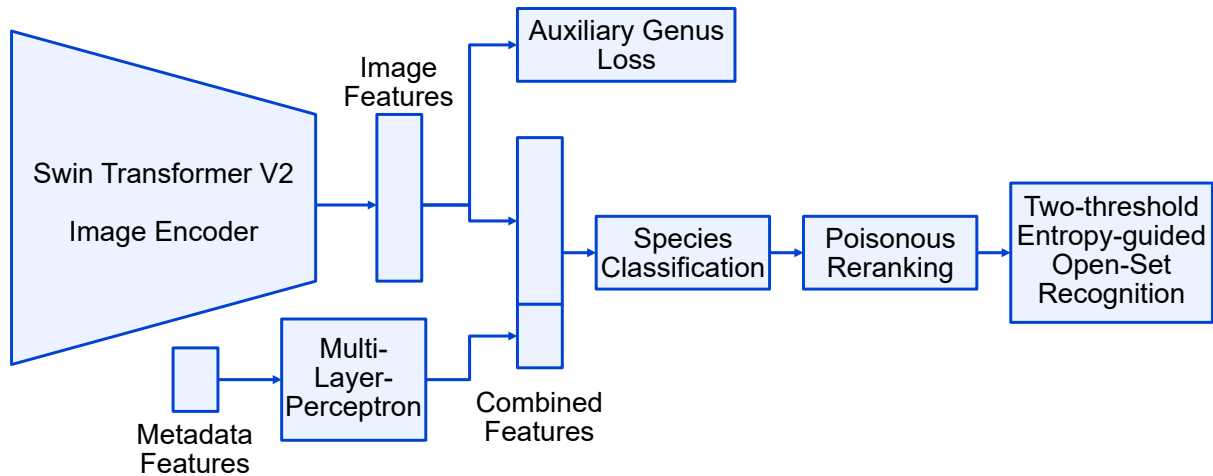 Auxiliary Genus
Loss
Image
Features
Swin Transformer V2
Image Encoder
Species
Classification
Poisonous
Reranking
Two-threshold
Entropy-guided
Open-Set
Recognition
Multi-
Layer-
Perceptron
Combined
Features
Metadada
Features